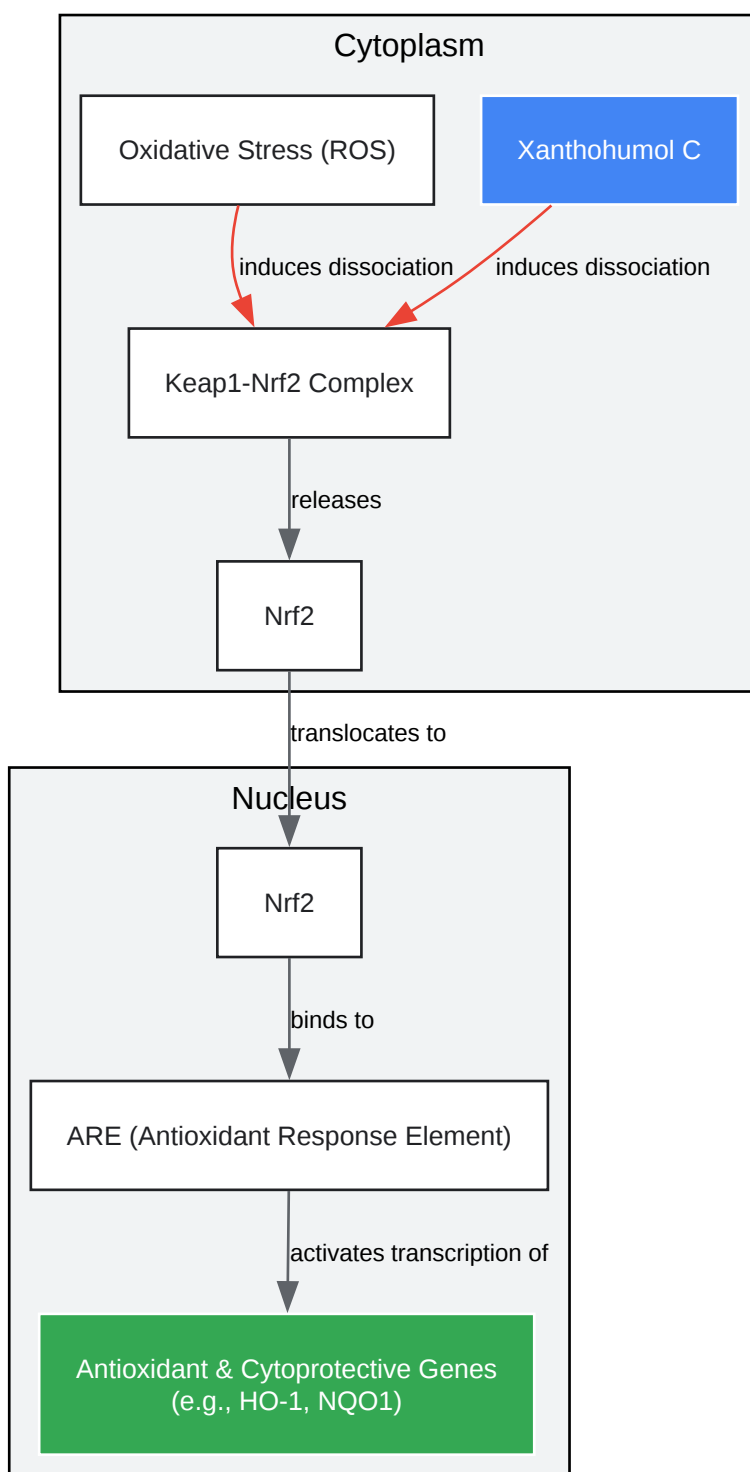 Cytoplasm
Oxidative Stress (ROS)
Xanthohumol C
induces dissociation
induces dissociation
Keap1-Nrf2 Complex
releases
Nrf2
translocates to
Nucleus
Nrf2
binds to
ARE (Antioxidant Response Element)
activates transcription of
Antioxidant & Cytoprotective Genes
(e.g., HO-1, NQO1)